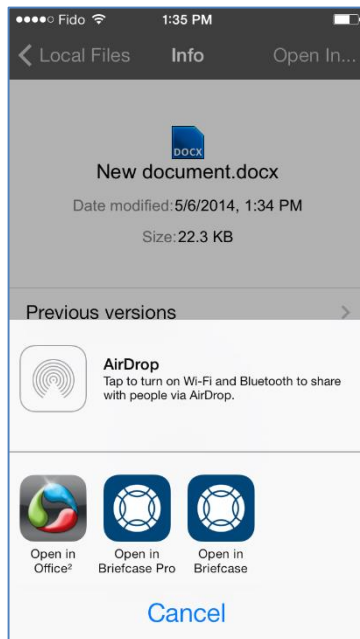 Fido 1:35 PM
Local Files Info Open In...
DOCX
New document.docx
Date modified:5/6/2014, 1:34 PM
Size:22.3 KB
Previous versions
AirDrop
Tap to turn on Wi-Fi and Bluetooth to share
with people via AirDrop.
Open in
Office²
Open in
Briefcase Pro
Open in
Briefcase
Cancel